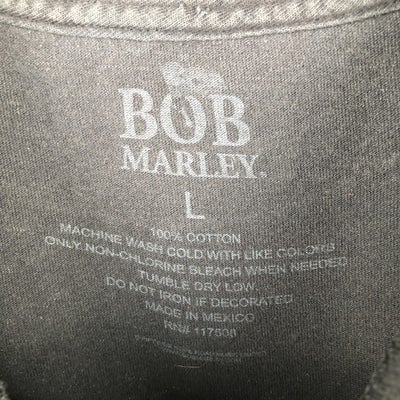 BOB
MARLEY
L
100% COTTON
MACHINE WASH COLD WITH LIKE COLORS
ONLY NON-CHLORINE BLEACH WHEN NEEDED
TUMBLE DRY LOW.
DO NOT IRON IF DECORATED
MADE IN MEXICO
RN# 117500